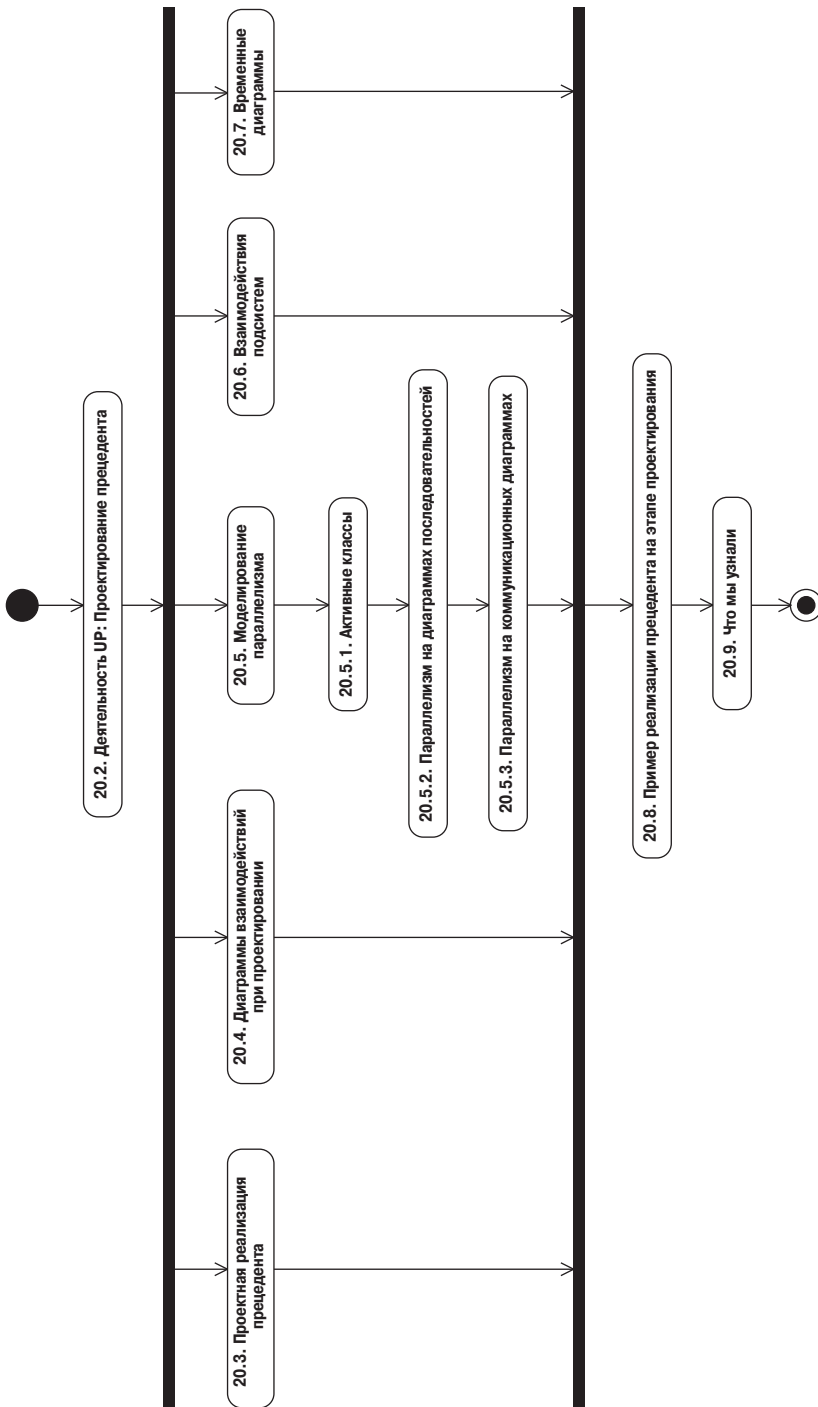 20.2. Деятельность UP: Проектирование прецедента
20.3. Проектная реализация
прецедента
20.4. Диаграммы взаимодействий
при проектировании
20.5. Моделирование
параллелизма
20.5.1. Активные классы
20.5.2. Параллелизм на диаграммах последовательностей
20.5.3. Параллелизм на коммуникационных диаграммах
20.6. Взаимодействия
подсистем
20.7. Временные
диаграммы
20.8. Пример реализации прецедента на этапе проектирования
20.9. Что мы узнали